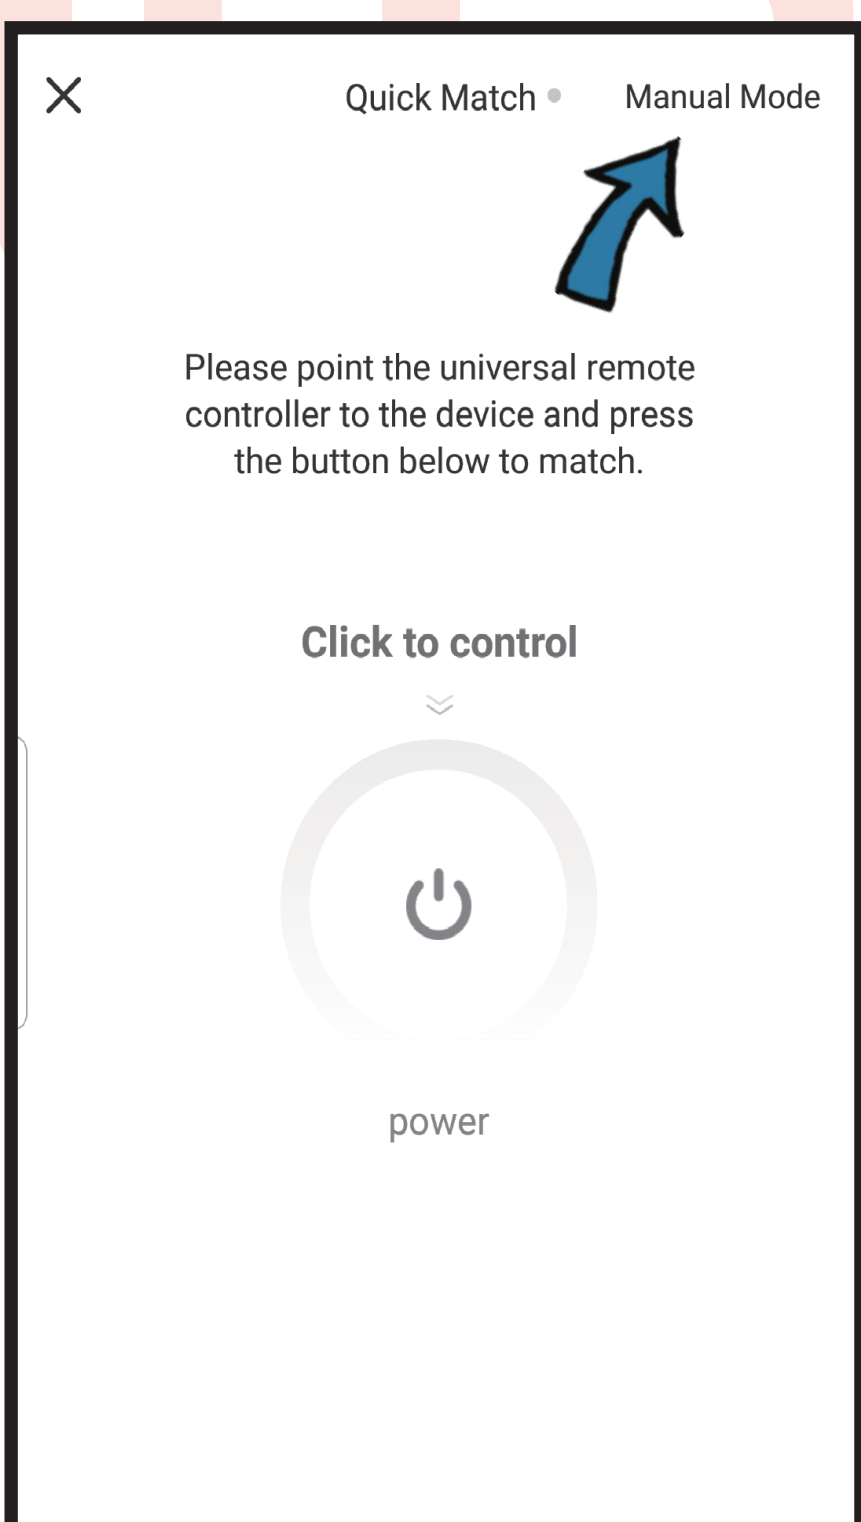 Quick Match
Manual Mode
Please point the universal remote
controller to the device and press
the button below to match.
Click to control
power